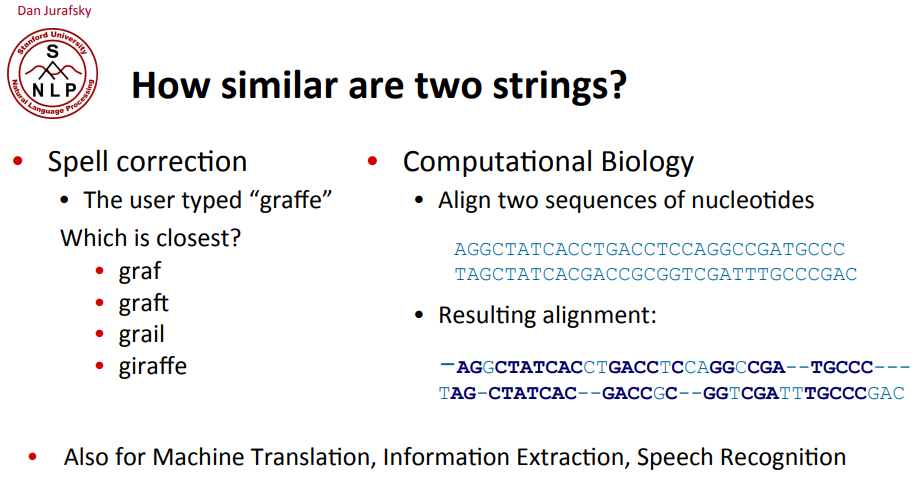 Dan Jurafsky
Stanford University
S
NLP
Natural Language Processing
How similar are two strings?
• Spell correction
• The user typed “graffe”
Which is closest?
• graf
• graft
• grail
• giraffe
• Computational Biology
• Align two sequences of nucleotides
AGGCTATCACCTGACCTCCAGGCCGATGCCC
TAGCTATCACGACCGCGGTCGATTTGCCCGAC
• Resulting alignment:
-AGGCTATCACCTGACCTCCAGGCCGA--TGCCC---
TAG-CTATCAC--GACCGC--GGTCGATTTGCCCGAC
• Also for Machine Translation, Information Extraction, Speech Recognition